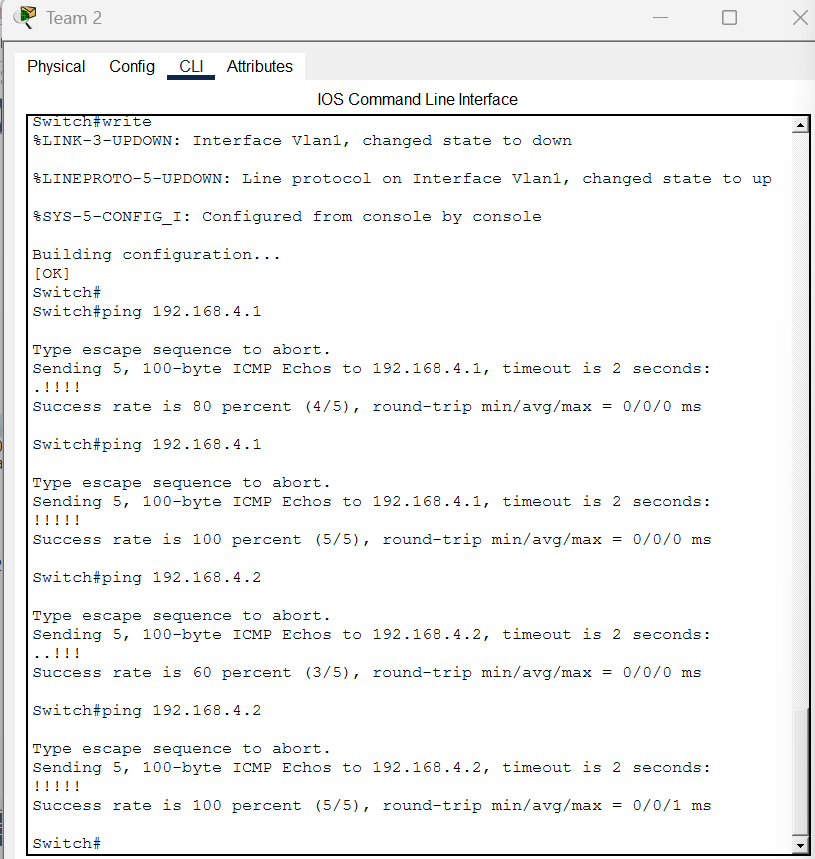 Team 2
Physical Config CLI Attributes
IOS Command Line Interface
Switch#write
%LINK-3-UPDOWN: Interface Vlan1, changed state to down
%LINEPROTO-5-UPDOWN: Line protocol on Interface Vlan1, changed state to up
%SYS-5-CONFIG_I: Configured from console by console
Building configuration...
[OK]
Switch#
Switch#ping 192.168.4.1
Type escape sequence to abort.
Sending 5, 100-byte ICMP Echos to 192.168.4.1, timeout is 2 seconds:
.!!!!
Success rate is 80 percent (4/5), round-trip min/avg/max = 0/0/0 ms
Switch#ping 192.168.4.1
Type escape sequence to abort.
Sending 5, 100-byte ICMP Echos to 192.168.4.1, timeout is 2 seconds:
!!!!!
Success rate is 100 percent (5/5), round-trip min/avg/max = 0/0/0 ms
Switch#ping 192.168.4.2
Type escape sequence to abort.
Sending 5, 100-byte ICMP Echos to 192.168.4.2, timeout is 2 seconds:
..!!!
Success rate is 60 percent (3/5), round-trip min/avg/max = 0/0/0 ms
Switch#ping 192.168.4.2
Type escape sequence to abort.
Sending 5, 100-byte ICMP Echos to 192.168.4.2, timeout is 2 seconds:
!!!!!
Success rate is 100 percent (5/5), round-trip min/avg/max = 0/0/1 ms
Switch#